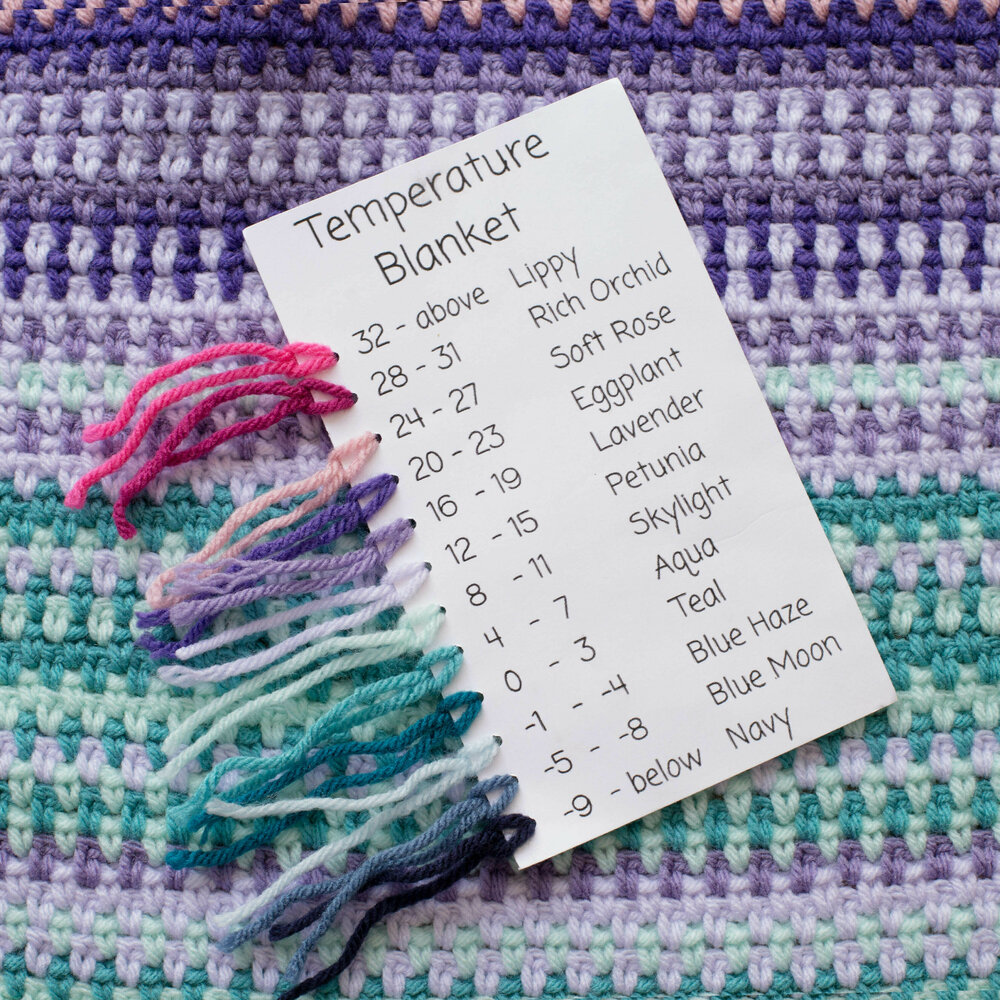 Temperature
Blanket
32 - above Lippy
28 - 31 Rich Orchid
24 - 27 Soft Rose
20 - 23 Eggplant
16 - 19 Lavender
12 - 15 Petunia
8 - 11 Skylight
4 - 7 Aqua
0 - 3 Teal
-1 - -4 Blue Haze
-5 - -8 Blue Moon
-9 - below Navy